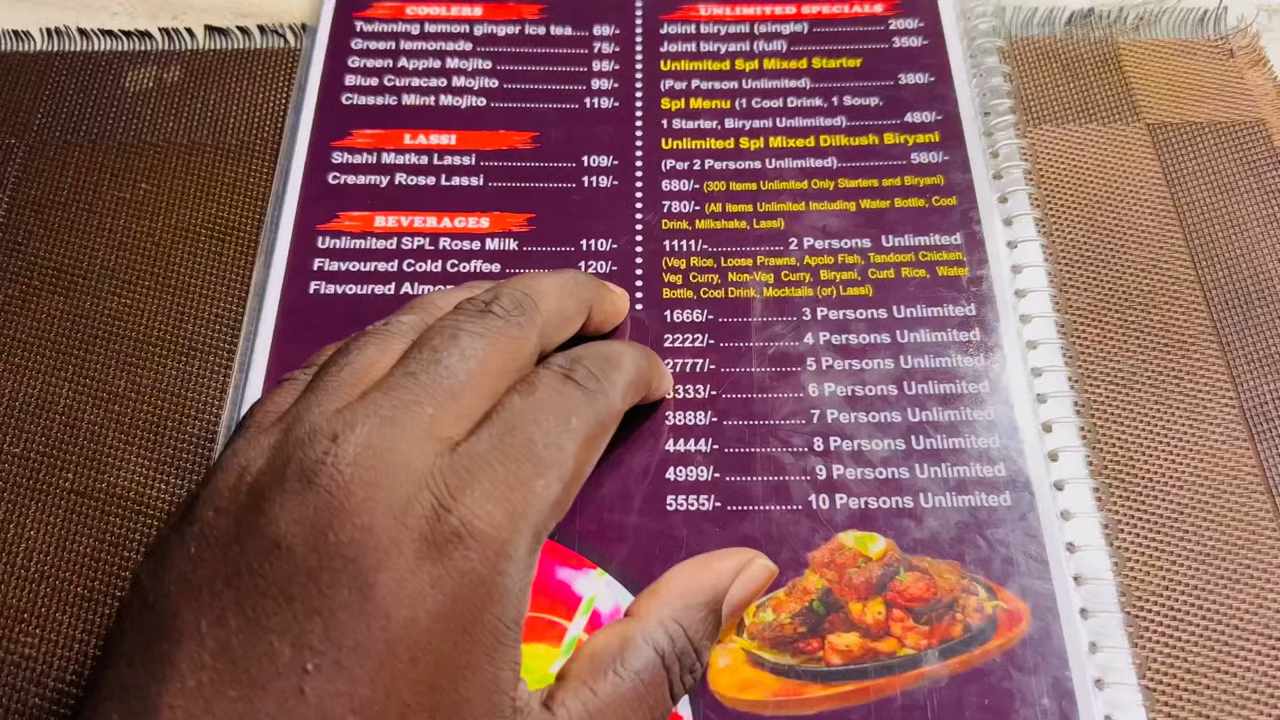 COOLERS
Twinning lemon ginger ice tea.... 69/-
Green lemonade ........................ 75/-
Green Apple Mojito .................... 95/-
Blue Curacao Mojito ................... 99/-
Classic Mint Mojito .................... 119/-
LASSI
Shahi Matka Lassi .................... 109/-
Creamy Rose Lassi .................. 119/-
BEVERAGES
Unlimited SPL Rose Milk .......... 110/-
Flavoured Cold Coffee .............. 120/-
Flavoured
UNLIMITED SPECIALS
Joint biryani (single) .................. 200/-
Joint biryani (full) ....................... 350/-
Unlimited Spl Mixed Starter
(Per Person Unlimited).................... 380/-
Spl Menu (1 Cool Drink, 1 Soup,
1 Starter, Biryani Unlimited)............. 480/-
Unlimited Spl Mixed Dilkush Biryani
(Per 2 Persons Unlimited)................. 580/-
680/- (300 Items Unlimited Only Starters and Biryani)
780/- (All items Unlimited Including Water Bottle, Cool
Drink, Milkshake, Lassi)
1111/-................ 2 Persons Unlimited
(Veg Rice, Loose Prawns, Apolo Fish, Tandoori Chicken,
Veg Curry, Non-Veg Curry, Biryani, Curd Rice, Water
Bottle, Cool Drink, Mocktails (or) Lassi)
1666/- ................ 3 Persons Unlimited
2222/- ................ 4 Persons Unlimited
2777/- ................ 5 Persons Unlimited
3333/- ................ 6 Persons Unlimited
3888/- ................ 7 Persons Unlimited
4444/- ................ 8 Persons Unlimited
4999/- ................ 9 Persons Unlimited
5555/- .............. 10 Persons Unlimited